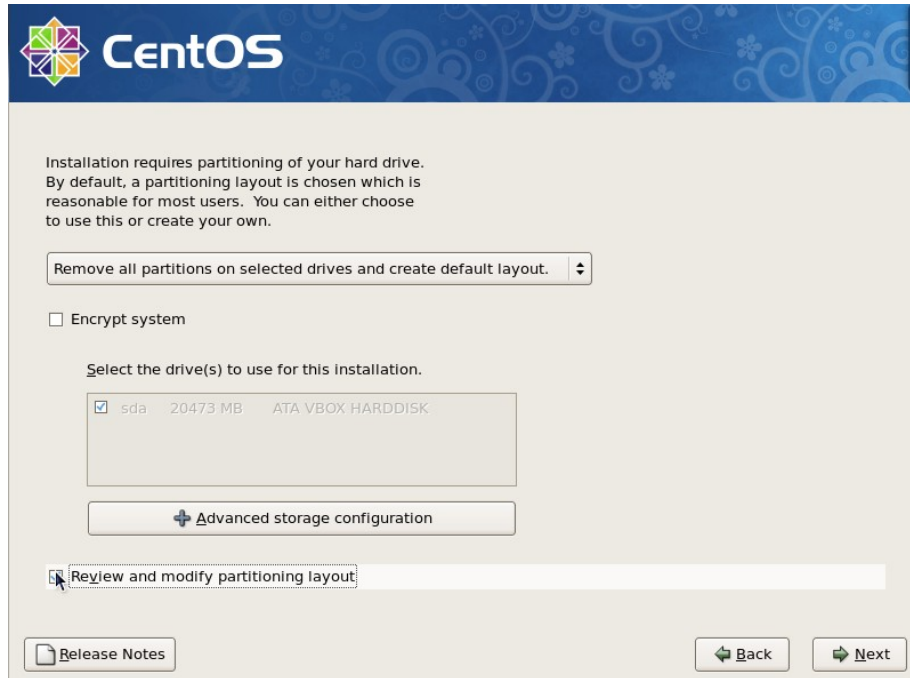 CentOS
Installation requires partitioning of your hard drive.
By default, a partitioning layout is chosen which is
reasonable for most users.  You can either choose
to use this or create your own.
Remove all partitions on selected drives and create default layout.
Encrypt system
Select the drive(s) to use for this installation.
sda 20473 MB ATA VBOX HARDDISK
Advanced storage configuration
Review and modify partitioning layout
Release Notes
Back
Next